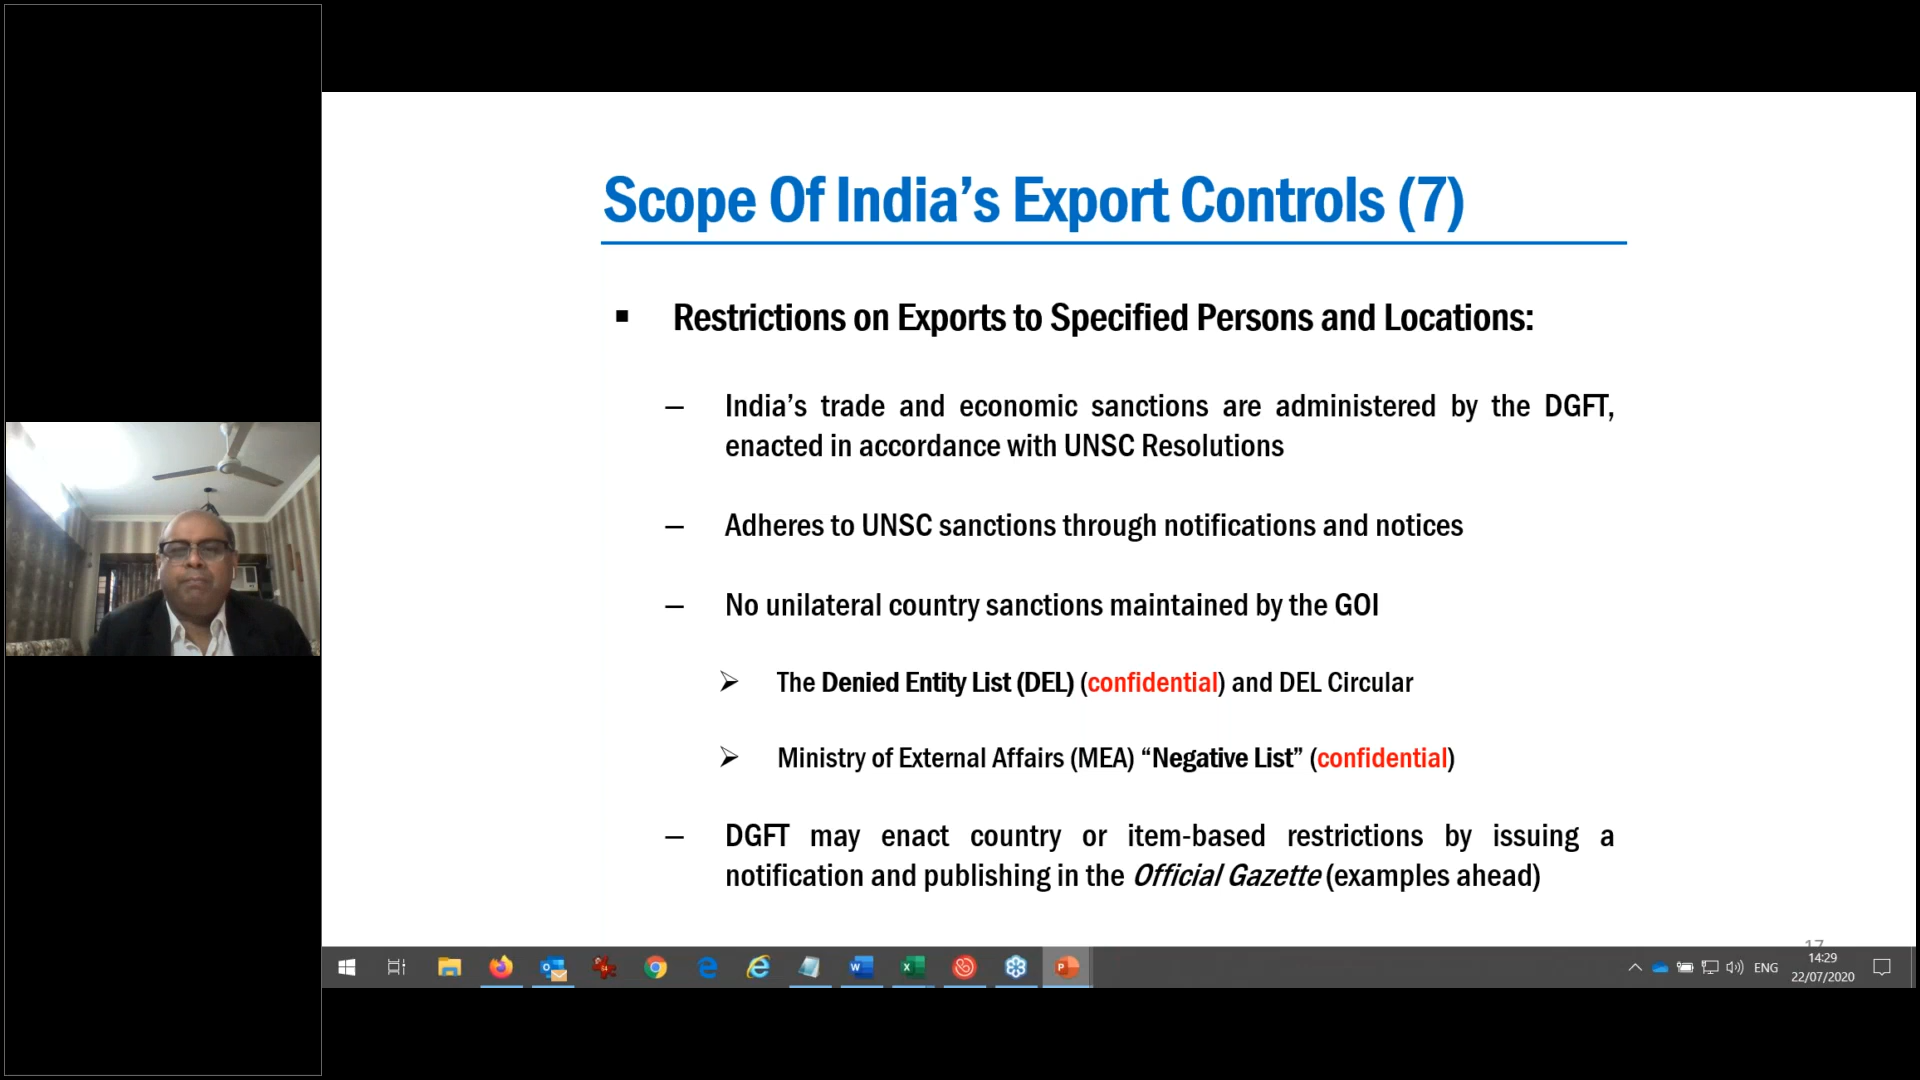 Scope Of India’s Export Controls (7)
▪ Restrictions on Exports to Specified Persons and Locations:
– India’s trade and economic sanctions are administered by the DGFT,
enacted in accordance with UNSC Resolutions
– Adheres to UNSC sanctions through notifications and notices
– No unilateral country sanctions maintained by the GOI
➢ The Denied Entity List (DEL) (confidential) and DEL Circular
➢ Ministry of External Affairs (MEA) “Negative List” (confidential)
– DGFT may enact country or item-based restrictions by issuing a
notification and publishing in the Official Gazette (examples ahead)
ENG
14:29
22/07/2020